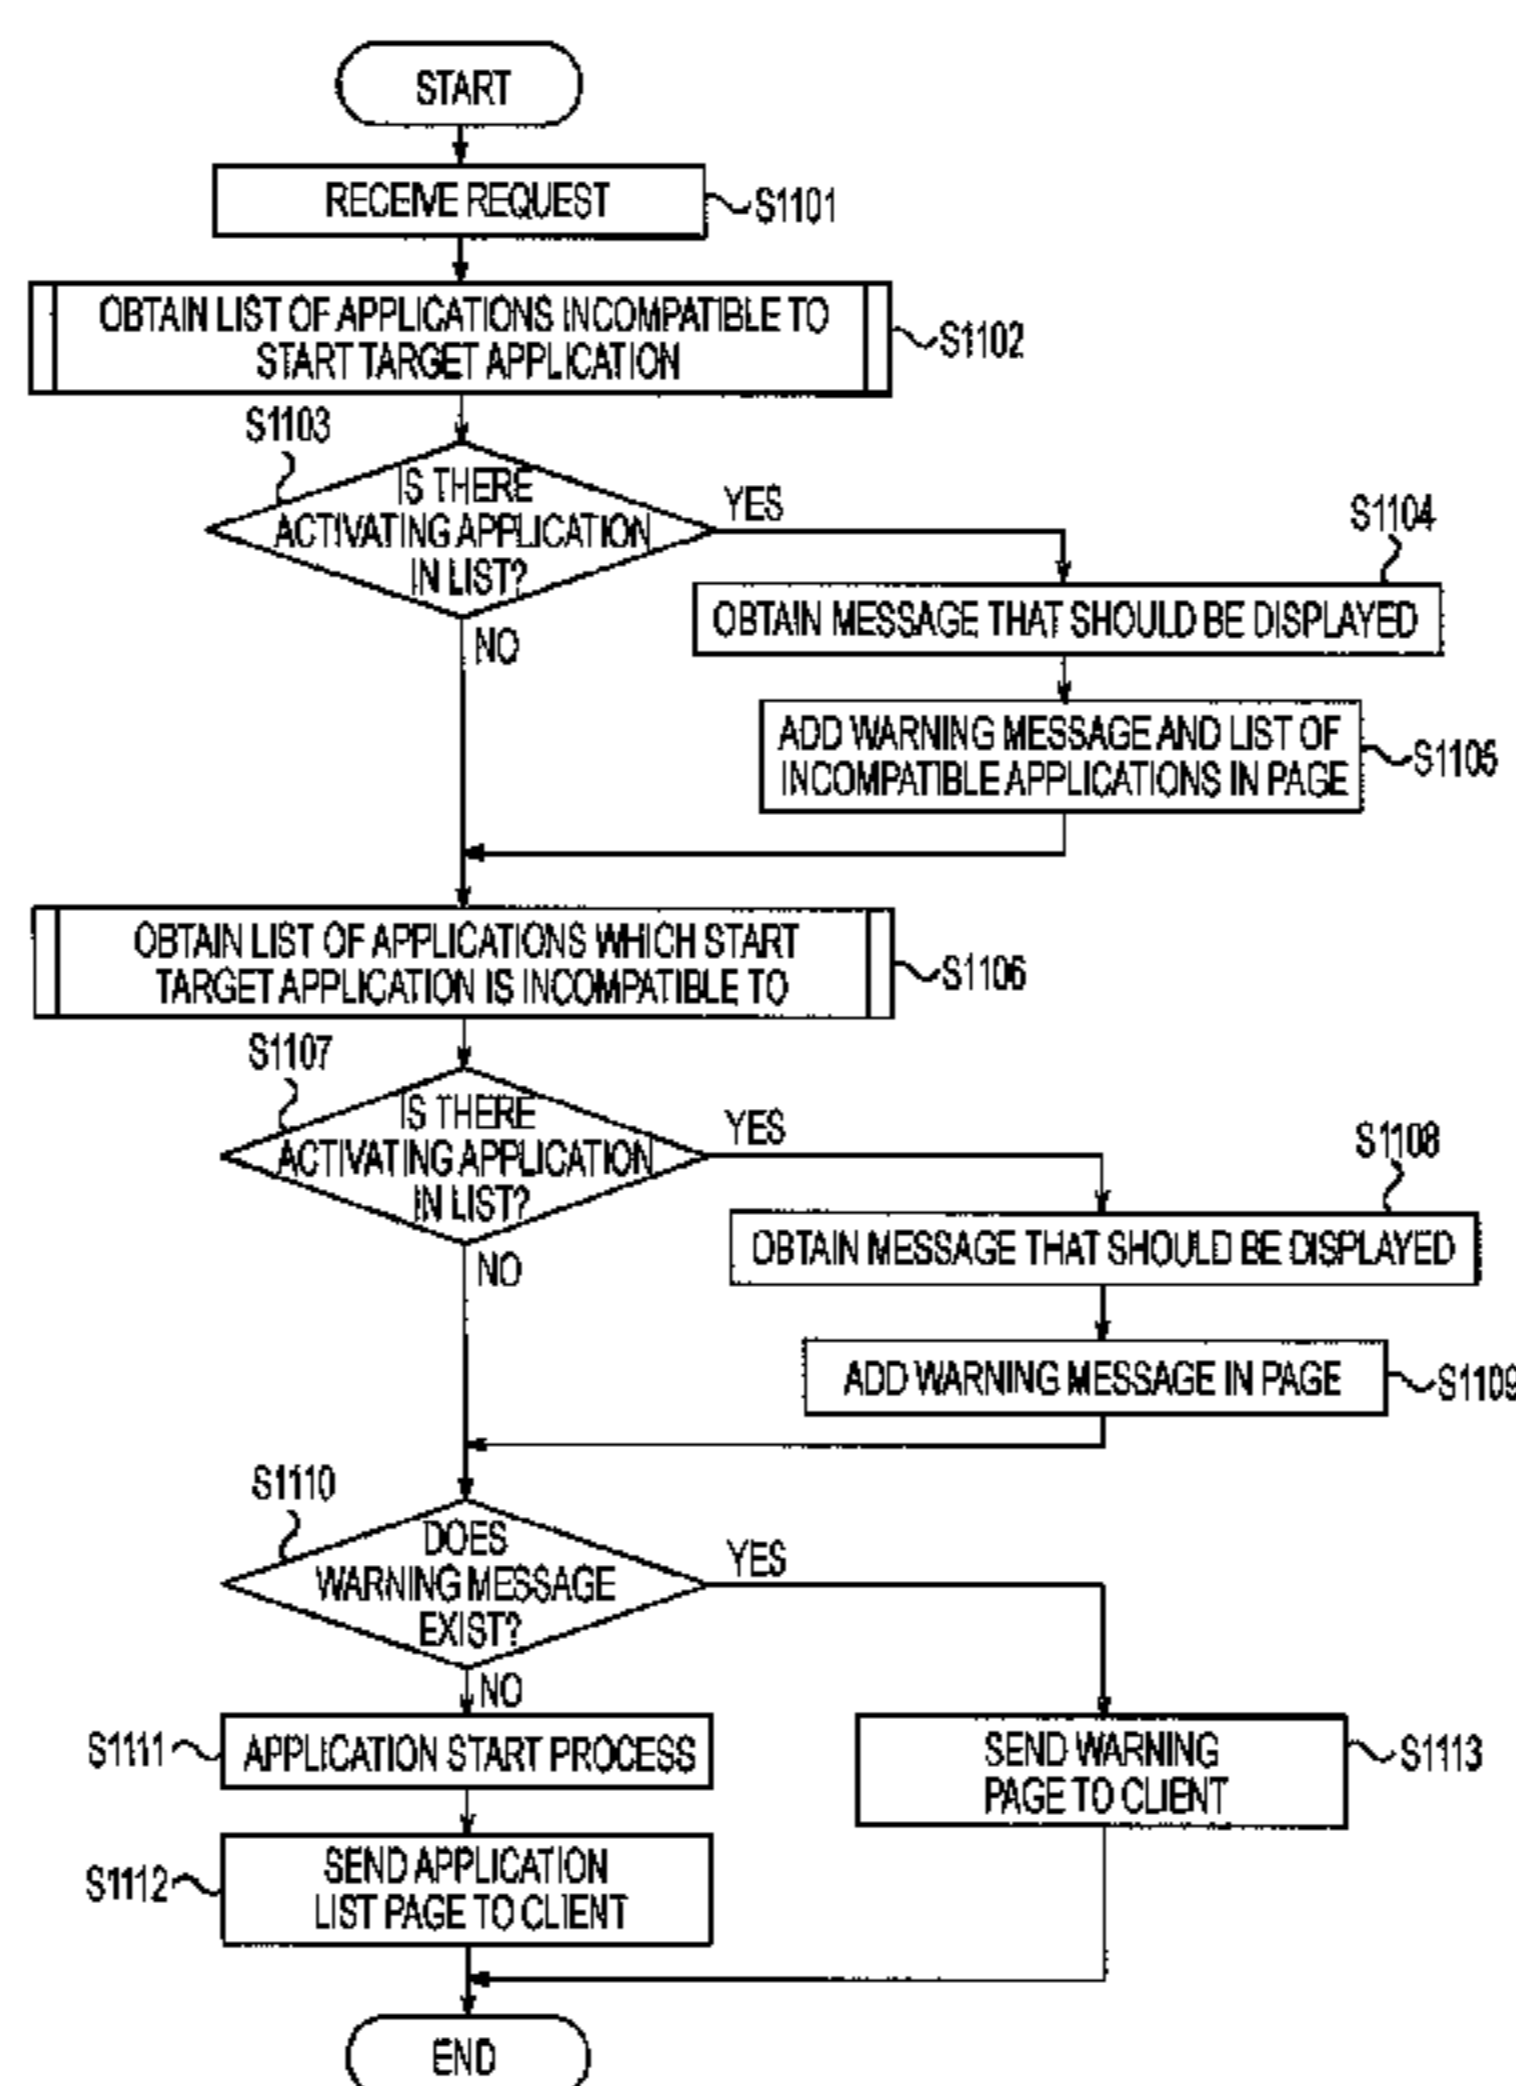 START
RECEIVE REQUEST
S1101
OBTAIN LIST OF APPLICATIONS INCOMPATIBLE TO
START TARGET APPLICATION
S1102
S1103
IS THERE
ACTIVATING APPLICATION
IN LIST?
YES
NO
S1104
OBTAIN MESSAGE THAT SHOULD BE DISPLAYED
ADD WARNING MESSAGE AND LIST OF
INCOMPATIBLE APPLICATIONS IN PAGE
S1105
OBTAIN LIST OF APPLICATIONS WHICH START
TARGET APPLICATION IS INCOMPATIBLE TO
S1106
S1107
IS THERE
ACTIVATING APPLICATION
IN LIST?
YES
NO
S1108
OBTAIN MESSAGE THAT SHOULD BE DISPLAYED
ADD WARNING MESSAGE IN PAGE
S1109
S1110
DOES
WARNING MESSAGE
EXIST?
YES
NO
S1111
APPLICATION START PROCESS
SEND WARNING
PAGE TO CLIENT
S1113
S1112
SEND APPLICATION
LIST PAGE TO CLIENT
END